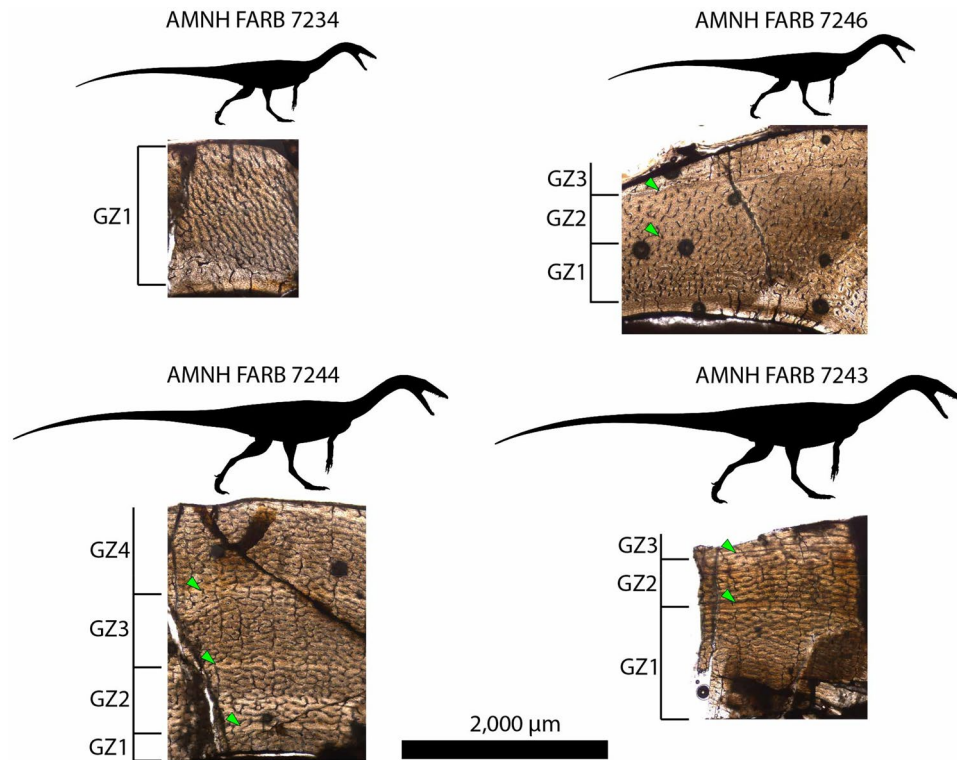 AMNH FARB 7234
GZ1
AMNH FARB 7246
GZ3
GZ2
GZ1
AMNH FARB 7244
GZ4
GZ3
GZ2
GZ1
AMNH FARB 7243
GZ3
GZ2
GZ1
2,000 µm